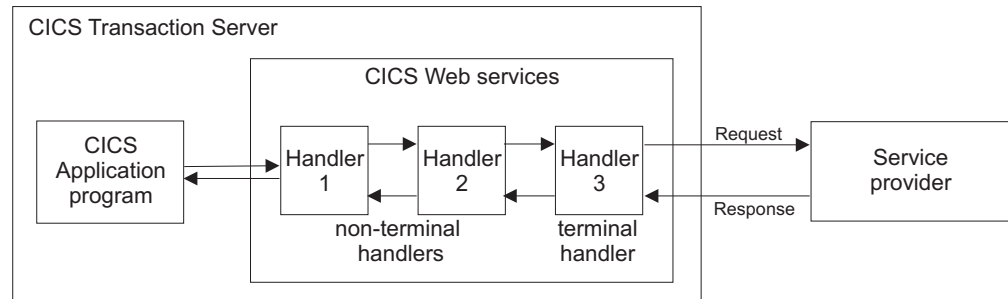 CICS Transaction Server
CICS Web services
CICS
Application
program
Handler
1
Handler
2
Handler
3
Request
Service
provider
Response
non-terminal
handlers
terminal
handler